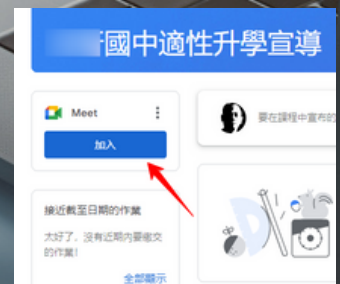 國中適性升學宣導
Meet
加入
要在課程中宣布的
接近截至日期的作業
太好了，沒有近期內要繳交
的作業！
全部顯示